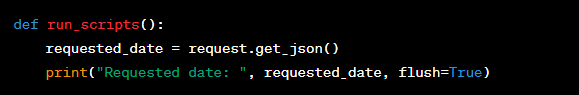 def run_scripts():
    requested_date = request.get_json()
    print("Requested date: ", requested_date, flush=True)